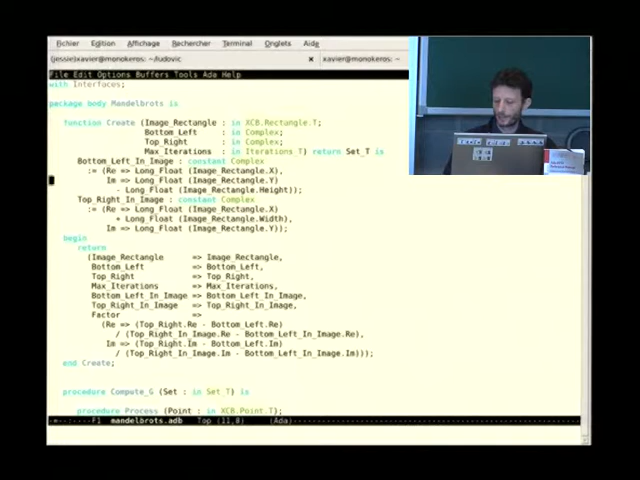 Fichier Edition Affichage Rechercher Terminal Onglets Aide
(jessie)xavier@monokeros: ~/ludovic × xavier@monokeros: ~
File Edit Options Buffers Tools Ada Help
with Interfaces;
package body Mandelbrots is
function Create (Image_Rectangle : in XCB.Rectangle.T;
Bottom_Left : in Complex;
Top_Right : in Complex;
Max_Iterations : in Iterations_T) return Set_T is
Bottom_Left_In_Image : constant Complex
:= (Re => Long_Float (Image_Rectangle.X),
Im => Long_Float (Image_Rectangle.Y)
- Long_Float (Image_Rectangle.Height));
Top_Right_In_Image : constant Complex
:= (Re => Long_Float (Image_Rectangle.X)
+ Long_Float (Image_Rectangle.Width),
Im => Long_Float (Image_Rectangle.Y));
begin
return
(Image_Rectangle => Image_Rectangle,
Bottom_Left => Bottom_Left,
Top_Right => Top_Right,
Max_Iterations => Max_Iterations,
Bottom_Left_In_Image => Bottom_Left_In_Image,
Top_Right_In_Image => Top_Right_In_Image,
Factor =>
(Re => (Top_Right.Re - Bottom_Left.Re)
/ (Top_Right_In_Image.Re - Bottom_Left_In_Image.Re),
Im => (Top_Right.Im - Bottom_Left.Im)
/ (Top_Right_In_Image.Im - Bottom_Left_In_Image.Im)));
end Create;
procedure Compute_G (Set : in Set_T) is
procedure Process (Point : in XCB.Point_T);
F1 mandelbrots.adb Top (11,8) (Ada)